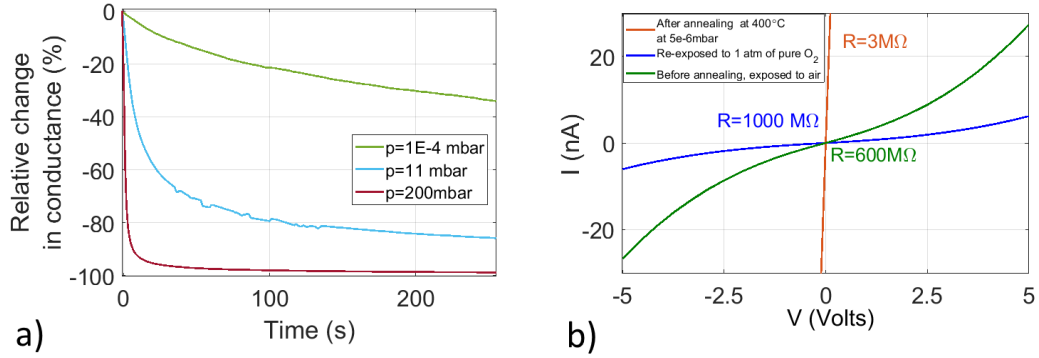 Relative change
in conductance (%)
0
-20
-40
-60
-80
-100
p=1E-4 mbar
p=11 mbar
p=200mbar
0
100
200
Time (s)
a)
I (nA)
20
0
-20
After annealing at 400°C
at 5e-6mbar
Re-exposed to 1 atm of pure O₂
Before annealing, exposed to air
R=3MΩ
R=1000 MΩ
R=600MΩ
-5
-2.5
0
2.5
5
V (Volts)
b)